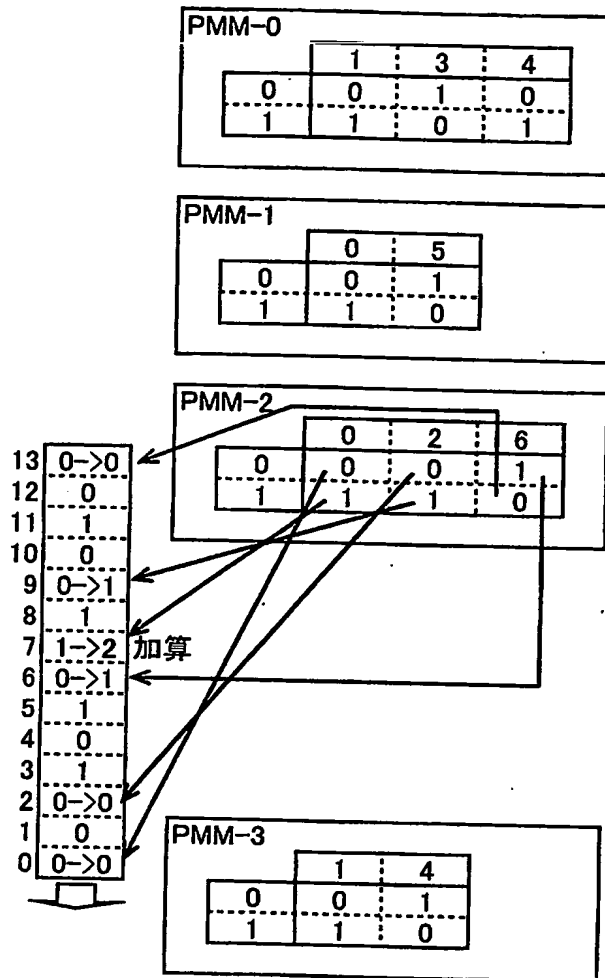 PMM-0
1 3 4
0 0 1 0
1 1 0 1
PMM-1
0 5
0 0 1
1 1 0
PMM-2
0 2 6
0 0 0 1
1 1 1 0
13 0->0
12 0
11 1
10 0
9 0->1
8 1
7 1->2 加算
6 0->1
5 1
4 0
3 1
2 0->0
1 0
0 0->0
PMM-3
1 4
0 0 1
1 1 0